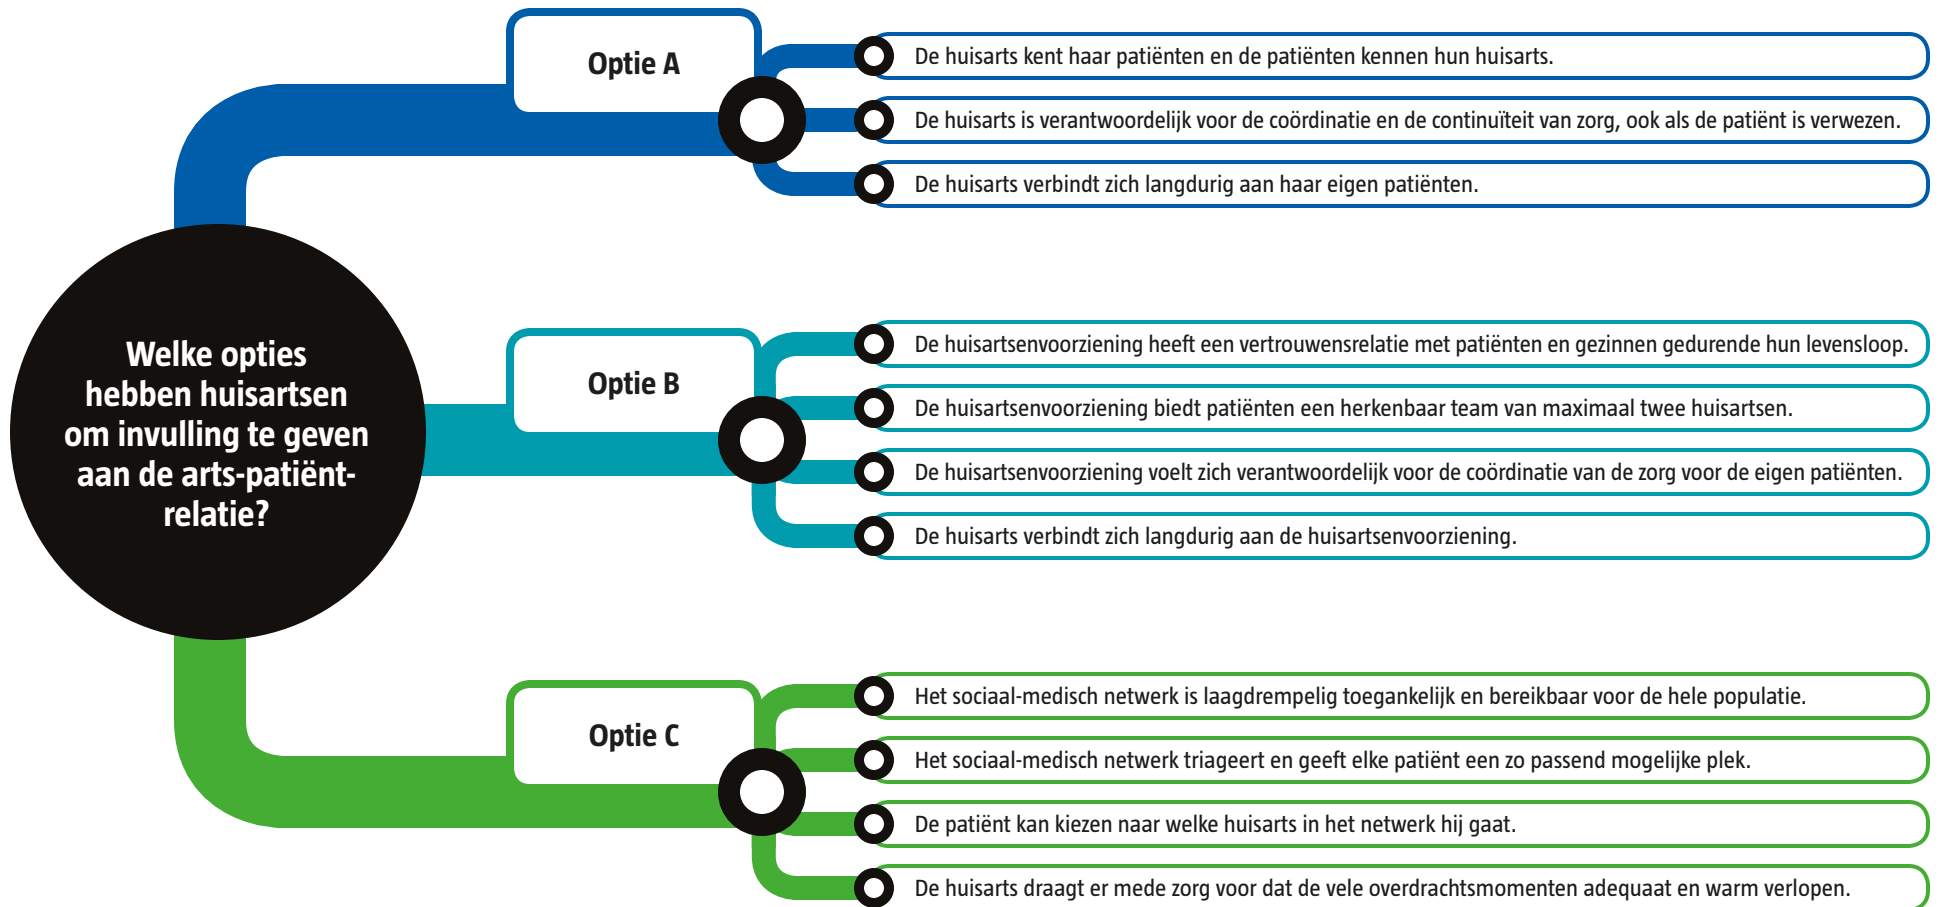 Welke opties
hebben huisartsen
om invulling te geven
aan de arts-patiënt-
relatie?
Optie A
De huisarts kent haar patiënten en de patiënten kennen hun huisarts.
De huisarts is verantwoordelijk voor de coördinatie en de continuïteit van zorg, ook als de patiënt is verwezen.
De huisarts verbindt zich langdurig aan haar eigen patiënten.
Optie B
De huisartsenvoorziening heeft een vertrouwensrelatie met patiënten en gezinnen gedurende hun levensloop.
De huisartsenvoorziening biedt patiënten een herkenbaar team van maximaal twee huisartsen.
De huisartsenvoorziening voelt zich verantwoordelijk voor de coördinatie van de zorg voor de eigen patiënten.
De huisarts verbindt zich langdurig aan de huisartsenvoorziening.
Optie C
Het sociaal-medisch netwerk is laagdrempelig toegankelijk en bereikbaar voor de hele populatie.
Het sociaal-medisch netwerk triageert en geeft elke patiënt een zo passend mogelijke plek.
De patiënt kan kiezen naar welke huisarts in het netwerk hij gaat.
De huisarts draagt er mede zorg voor dat de vele overdrachtsmomenten adequaat en warm verlopen.